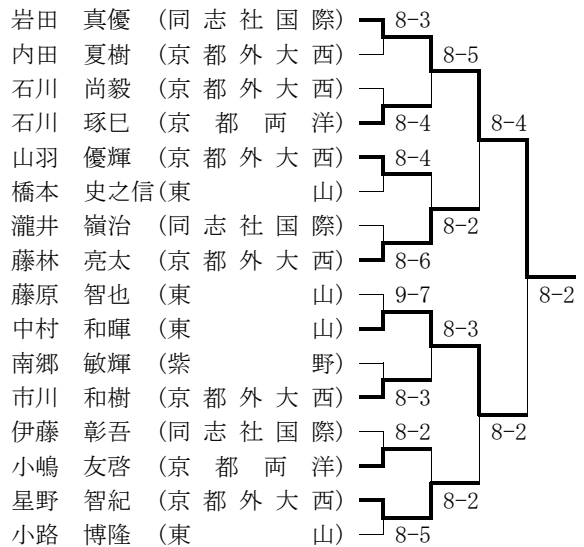 岩田 真優 (同志社国際) 8-3
内田 夏樹 (京都外大西) 8-5
石川 尚毅 (京都外大西)
石川 琢巳 (京都両洋) 8-4 8-4
山羽 優輝 (京都外大西) 8-4
橋本 史之信(東山)
瀧井 嶺治 (同志社国際) 8-2
藤林 亮太 (京都外大西) 8-6
藤原 智也 (東山) 9-7 8-2
中村 和暉 (東山) 8-3
南郷 敏輝 (紫野)
市川 和樹 (京都外大西) 8-3
伊藤 彰吾 (同志社国際) 8-2 8-2
小嶋 友啓 (京都両洋)
星野 智紀 (京都外大西) 8-2
小路 博隆 (東山) 8-5